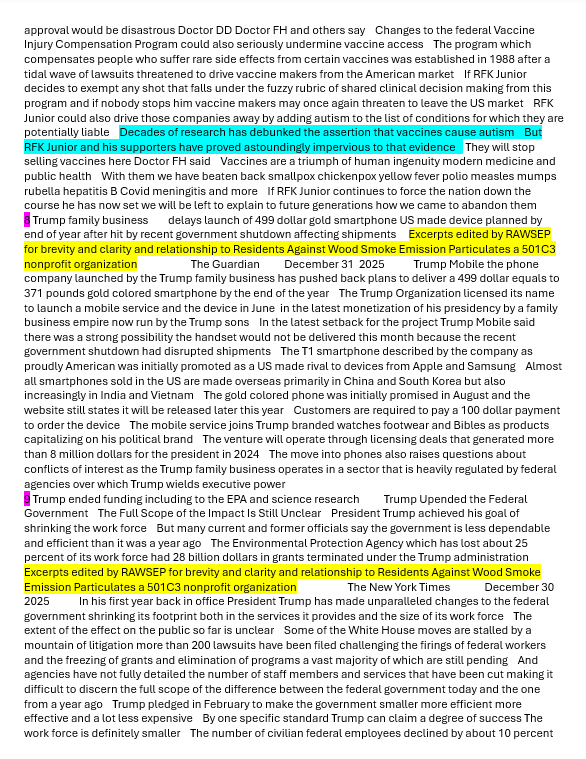 approval would be disastrous Doctor DD Doctor FH and others say   Changes to the federal Vaccine
Injury Compensation Program could also seriously undermine vaccine access   The program which
compensates people who suffer rare side effects from certain vaccines was established in 1988 after a
tidal wave of lawsuits threatened to drive vaccine makers from the American market   If RFK Junior
decides to exempt any shot that falls under the fuzzy rubric of shared clinical decision making from this
program and if nobody stops him vaccine makers may once again threaten to leave the US market   RFK
Junior could also drive those companies away by adding autism to the list of conditions for which they are
potentially liable   Decades of research has debunked the assertion that vaccines cause autism   But
RFK Junior and his supporters have proved astoundingly impervious to that evidence   They will stop
selling vaccines here Doctor FH said   Vaccines are a triumph of human ingenuity modern medicine and
public health   With them we have beaten back smallpox chickenpox yellow fever polio measles mumps
rubella hepatitis B Covid meningitis and more   If RFK Junior continues to force the nation down the
course he has now set we will be left to explain to future generations how we came to abandon them
8 Trump family business      delays launch of 499 dollar gold smartphone US made device planned by
end of year after hit by recent government shutdown affecting shipments   Excerpts edited by RAWSEP
for brevity and clarity and relationship to Residents Against Wood Smoke Emission Particulates a 501C3
nonprofit organization            The Guardian      December 31  2025       Trump Mobile the phone
company launched by the Trump family business has pushed back plans to deliver a 499 dollar equals to
371 pounds gold colored smartphone by the end of the year   The Trump Organization licensed its name
to launch a mobile service and the device in June  in the latest monetization of his presidency by a family
business empire now run by the Trump sons   In the latest setback for the project Trump Mobile said
there was a strong possibility the handset would not be delivered this month because the recent
government shutdown had disrupted shipments   The T1 smartphone described by the company as
proudly American was initially promoted as a US made rival to devices from Apple and Samsung   Almost
all smartphones sold in the US are made overseas primarily in China and South Korea but also
increasingly in India and Vietnam   The gold colored phone was initially promised in August and the
website still states it will be released later this year   Customers are required to pay a 100 dollar payment
to order the device   The mobile service joins Trump branded watches footwear and Bibles as products
capitalizing on his political brand   The venture will operate through licensing deals that generated more
than 8 million dollars for the president in 2024   The move into phones also raises questions about
conflicts of interest as the Trump family business operates in a sector that is heavily regulated by federal
agencies over which Trump wields executive power
9 Trump ended funding including to the EPA and science research      Trump Upended the Federal
Government   The Full Scope of the Impact Is Still Unclear   President Trump achieved his goal of
shrinking the work force   But many current and former officials say the government is less dependable
and efficient than it was a year ago   The Environmental Protection Agency which has lost about 25
percent of its work force had 28 billion dollars in grants terminated under the Trump administration
Excerpts edited by RAWSEP for brevity and clarity and relationship to Residents Against Wood Smoke
Emission Particulates a 501C3 nonprofit organization            The New York Times         December 30
2025       In his first year back in office President Trump has made unparalleled changes to the federal
government shrinking its footprint both in the services it provides and the size of its work force   The
extent of the effect on the public so far is unclear   Some of the White House moves are stalled by a
mountain of litigation more than 200 lawsuits have been filed challenging the firings of federal workers
and the freezing of grants and elimination of programs a vast majority of which are still pending   And
agencies have not fully detailed the number of staff members and services that have been cut making it
difficult to discern the full scope of the difference between the federal government today and the one
from a year ago   Trump pledged in February to make the government smaller more efficient more
effective and a lot less expensive   By one specific standard Trump can claim a degree of success The
work force is definitely smaller   The number of civilian federal employees declined by about 10 percent